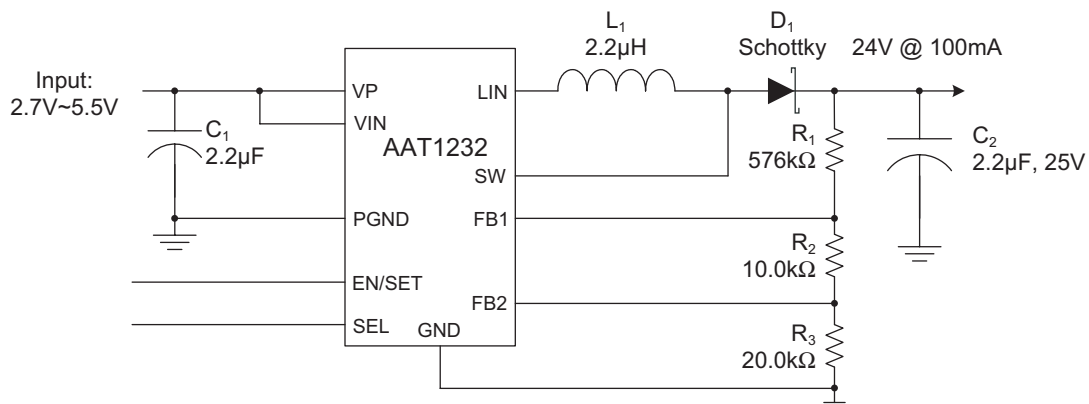 L₁
2.2µH
D₁
Schottky
24V @ 100mA
Input:
2.7V~5.5V
C₁
2.2µF
AAT1232
VP
VIN
PGND
EN/SET
SEL
GND
LIN
SW
FB1
FB2
R₁
576kΩ
R₂
10.0kΩ
R₃
20.0kΩ
C₂
2.2µF, 25V